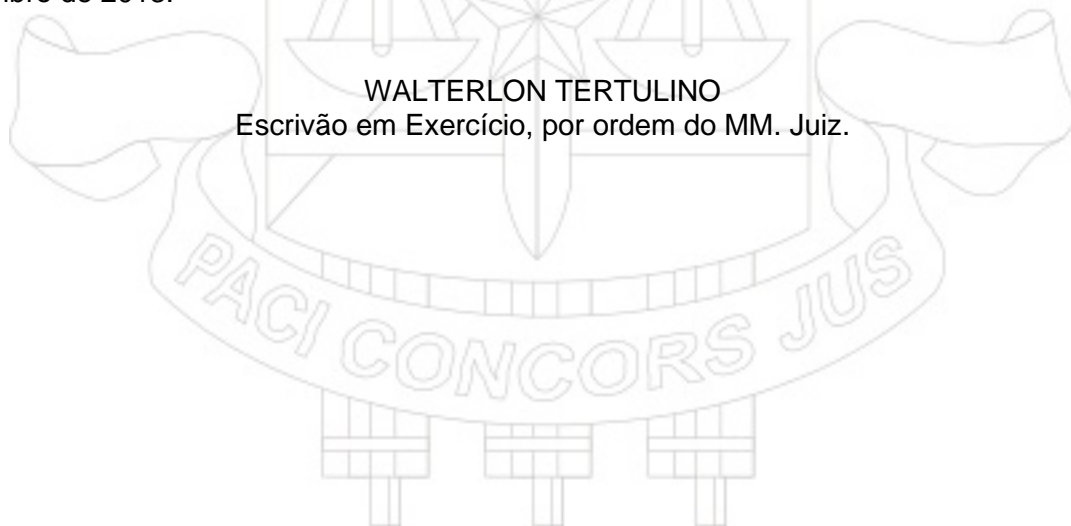 WALTERLON TERTULINO
Escrivão em Exercício, por ordem do MM. Juiz.
PACI CONCORS JUS